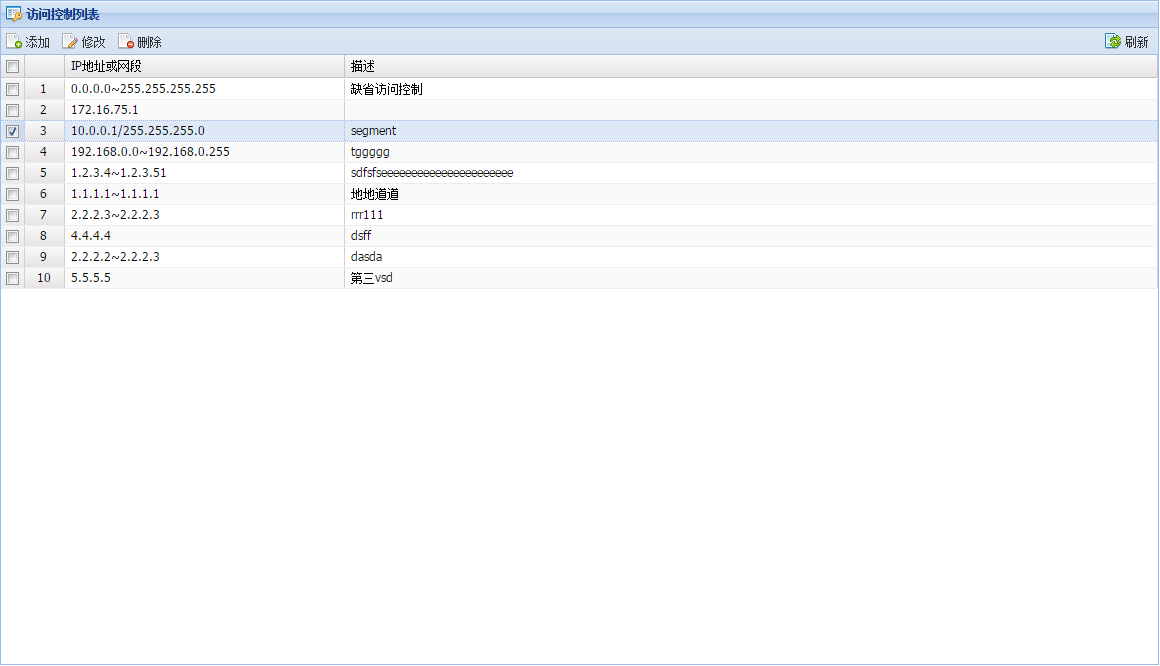 访问控制列表
添加 修改 删除 刷新
IP地址或网段 描述
1 0.0.0.0~255.255.255.255 缺省访问控制
2 172.16.75.1
3 10.0.0.1/255.255.255.0 segment
4 192.168.0.0~192.168.0.255 tggggg
5 1.2.3.4~1.2.3.51 sdfsfseeeeeeeeeeeeeeeeeeeeee
6 1.1.1.1~1.1.1.1 地地道道
7 2.2.2.3~2.2.2.3 rrr111
8 4.4.4.4 dsff
9 2.2.2.2~2.2.2.3 dasda
10 5.5.5.5 第三vsd